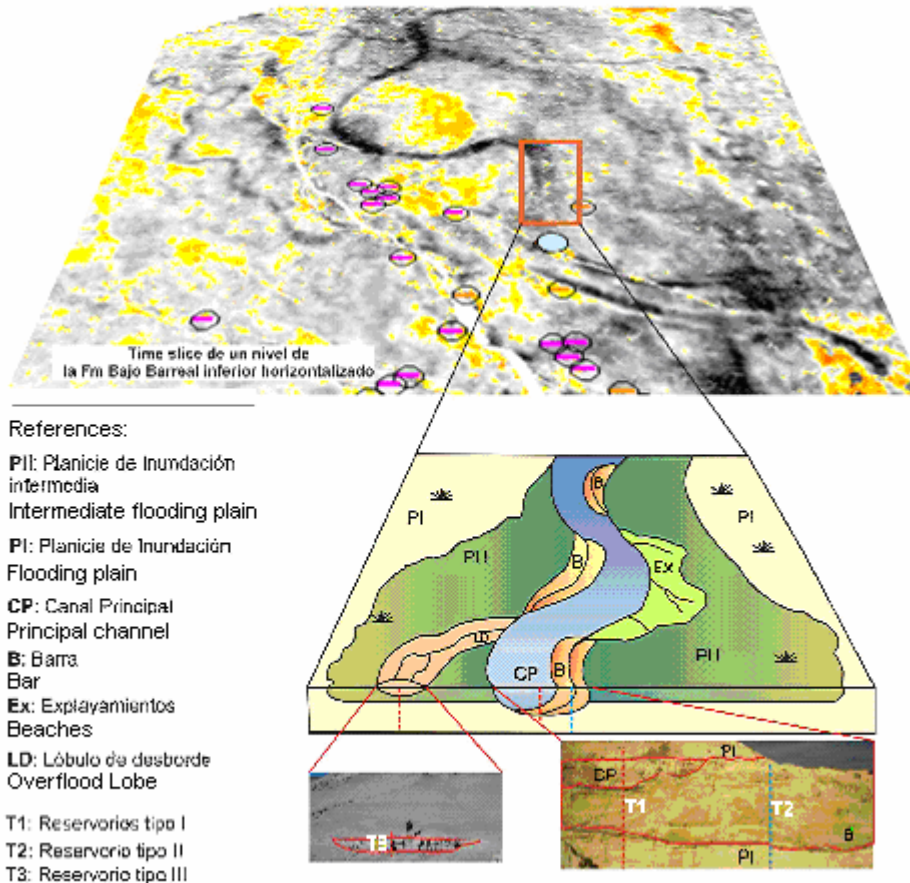 Time slice de un nivel de
la Fm Bajo Barreal inferior horizontalizado
References:
PII: Planicie de Inundación
intermedia
Intermediate flooding plain
PI: Planicie de Inundación
Flooding plain
CP: Canal Principal
Principal channel
B: Barra
Bar
Ex: Explayamientos
Beaches
LD: Lóbulo de desborde
Overflood Lobe
T1: Reservorios tipo I
T2: Reservorio tipo II
T3: Reservorio tipo III
B
PI
PI
PII
B
Ex
LD
CP
B
PII
PI
CP
T1
T2
T3
B
PI